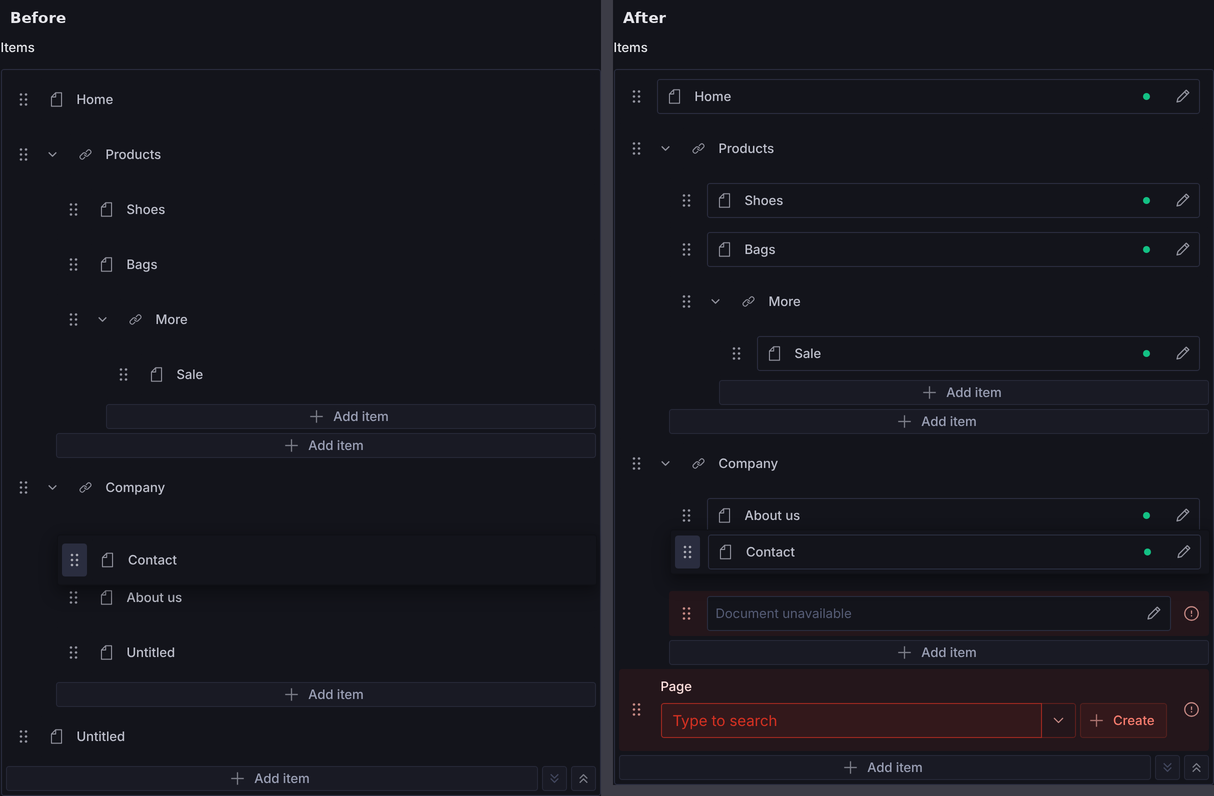 Before
Items
Home
Products
Shoes
Bags
More
Sale
Add item
Add item
Company
Contact
About us
Untitled
Add item
Untitled
Add item
After
Items
Home
Products
Shoes
Bags
More
Sale
Add item
Add item
Company
About us
Contact
Document unavailable
Add item
Page
Type to search
Create
Add item